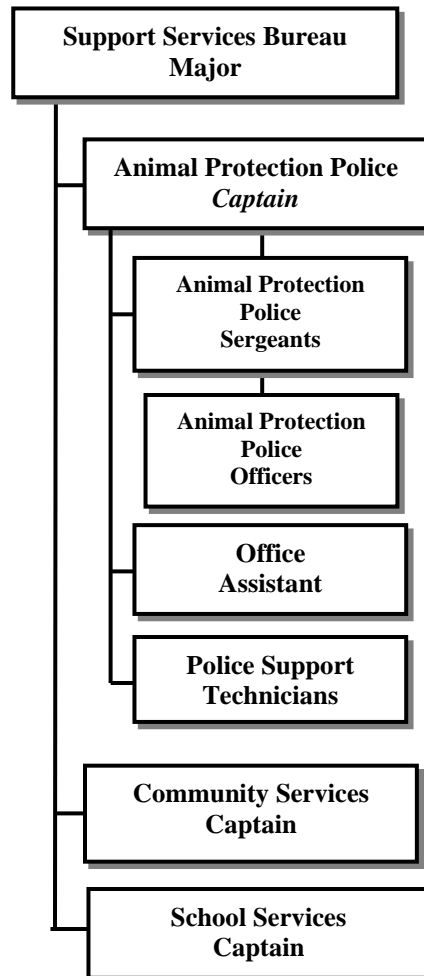 Support Services Bureau
Major
Animal Protection Police
Captain
Animal Protection
Police
Sergeants
Animal Protection
Police
Officers
Office
Assistant
Police Support
Technicians
Community Services
Captain
School Services
Captain